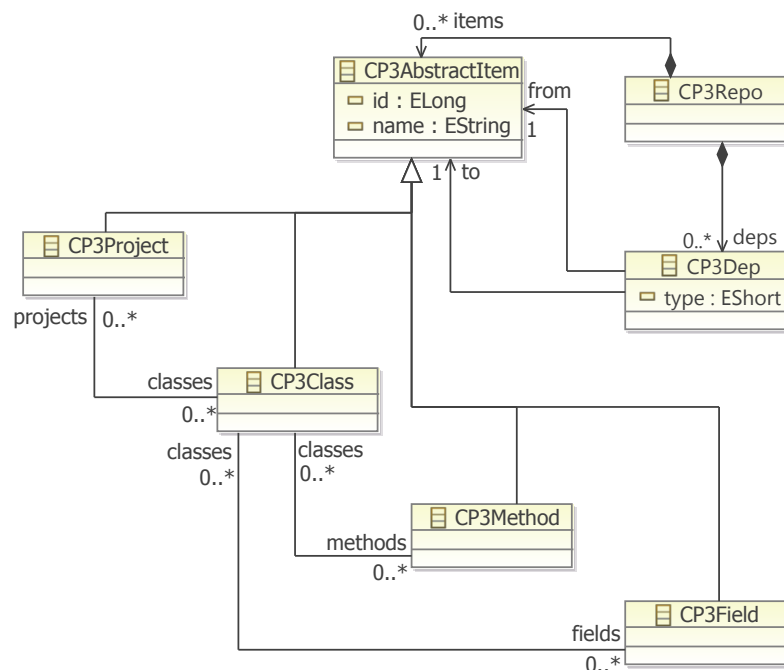 0..* items
CP3AbstractItem
id : ELong
name : EString
CP3Repo
from
1
1 to
0..* deps
CP3Dep
type : EShort
CP3Project
projects 0..*
classes
0..*
CP3Class
classes
0..*
classes
0..*
CP3Method
methods
0..*
CP3Field
fields
0..*